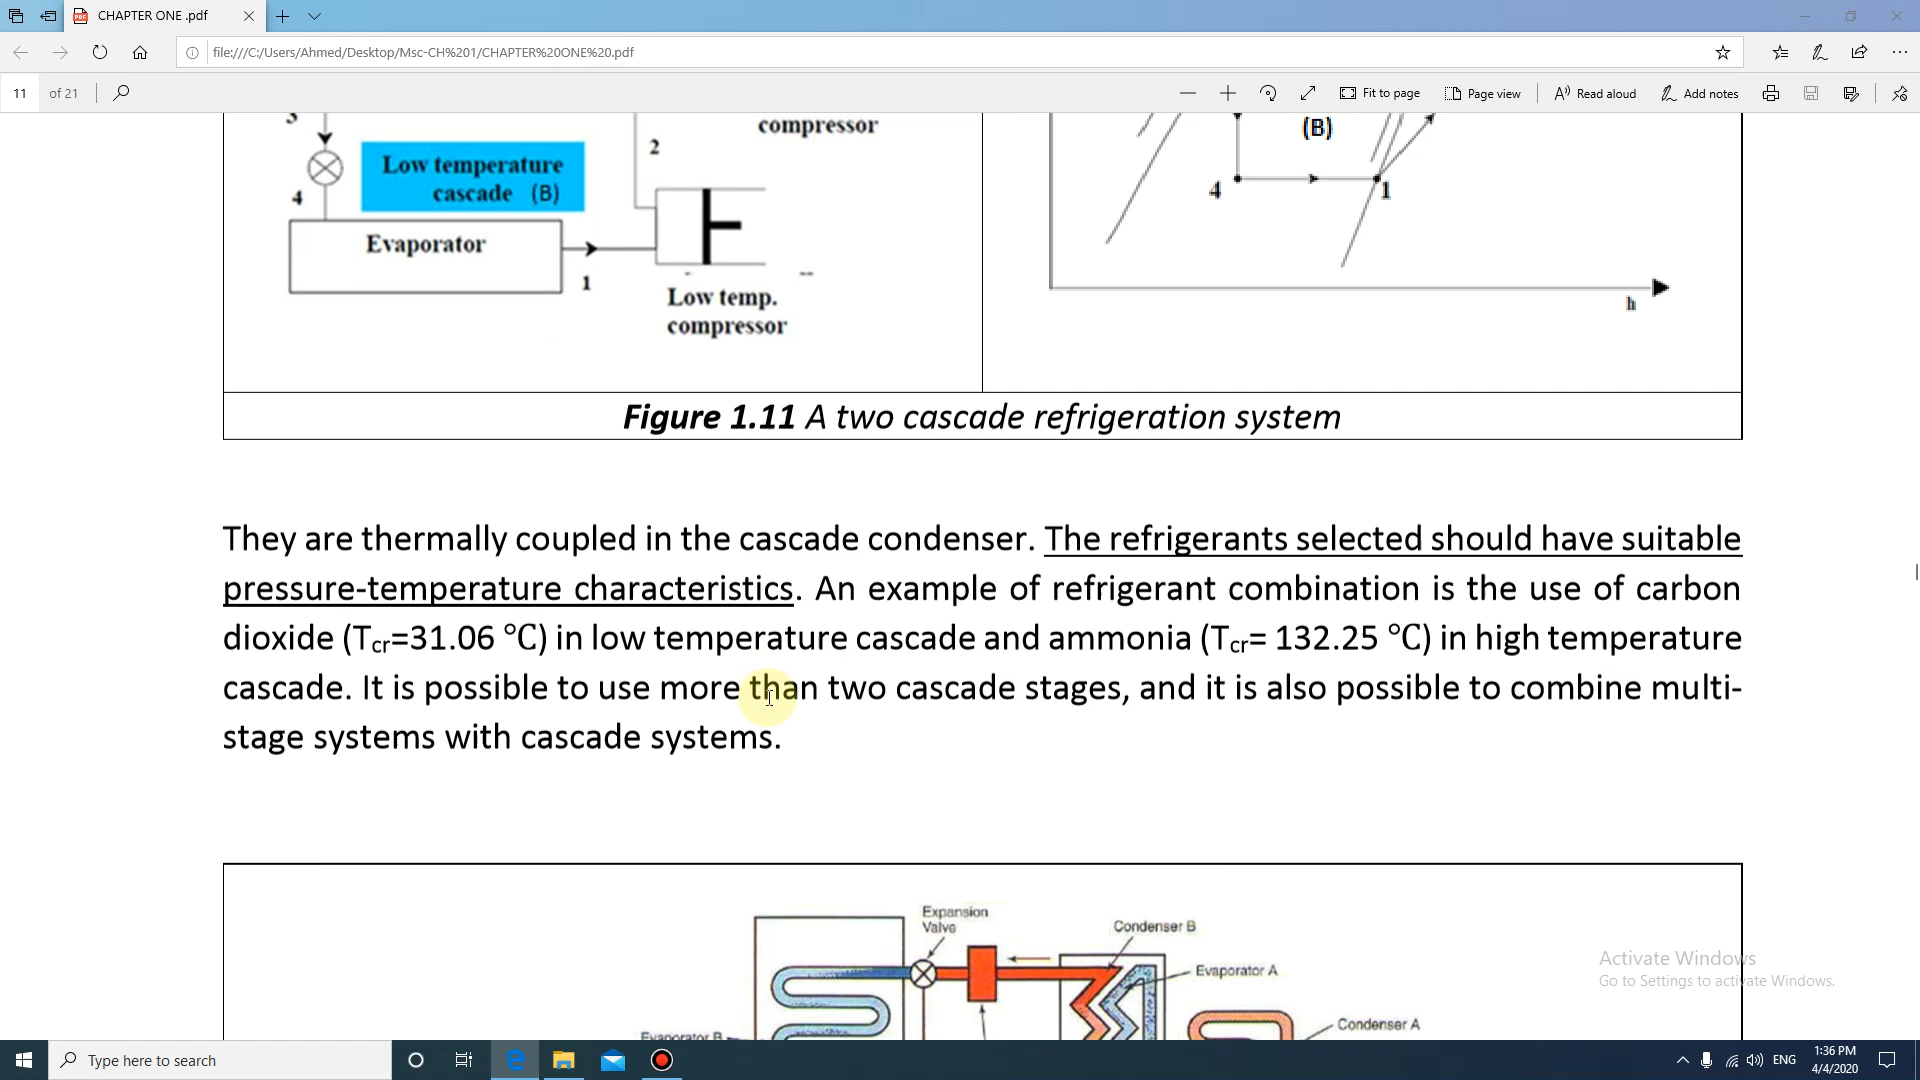 CHAPTER ONE .pdf
file:///C:/Users/Ahmed/Desktop/Msc-CH%201/CHAPTER%20ONE%20.pdf
11 of 21
Fit to page
Page view
Read aloud
Add notes
3
4
Low temperature
cascade (B)
2
compressor
Evaporator
1
Low temp.
compressor
(B)
4
1
h
Figure 1.11 A two cascade refrigeration system
They are thermally coupled in the cascade condenser. The refrigerants selected should have suitable
pressure-temperature characteristics. An example of refrigerant combination is the use of carbon
dioxide (Tcr=31.06 °C) in low temperature cascade and ammonia (Tcr= 132.25 °C) in high temperature
cascade. It is possible to use more than two cascade stages, and it is also possible to combine multi-
stage systems with cascade systems.
Expansion
Valve
Condenser B
Evaporator A
Condenser A
Evaporator B
Activate Windows
Go to Settings to activate Windows.
Type here to search
ENG
1:36 PM
4/4/2020